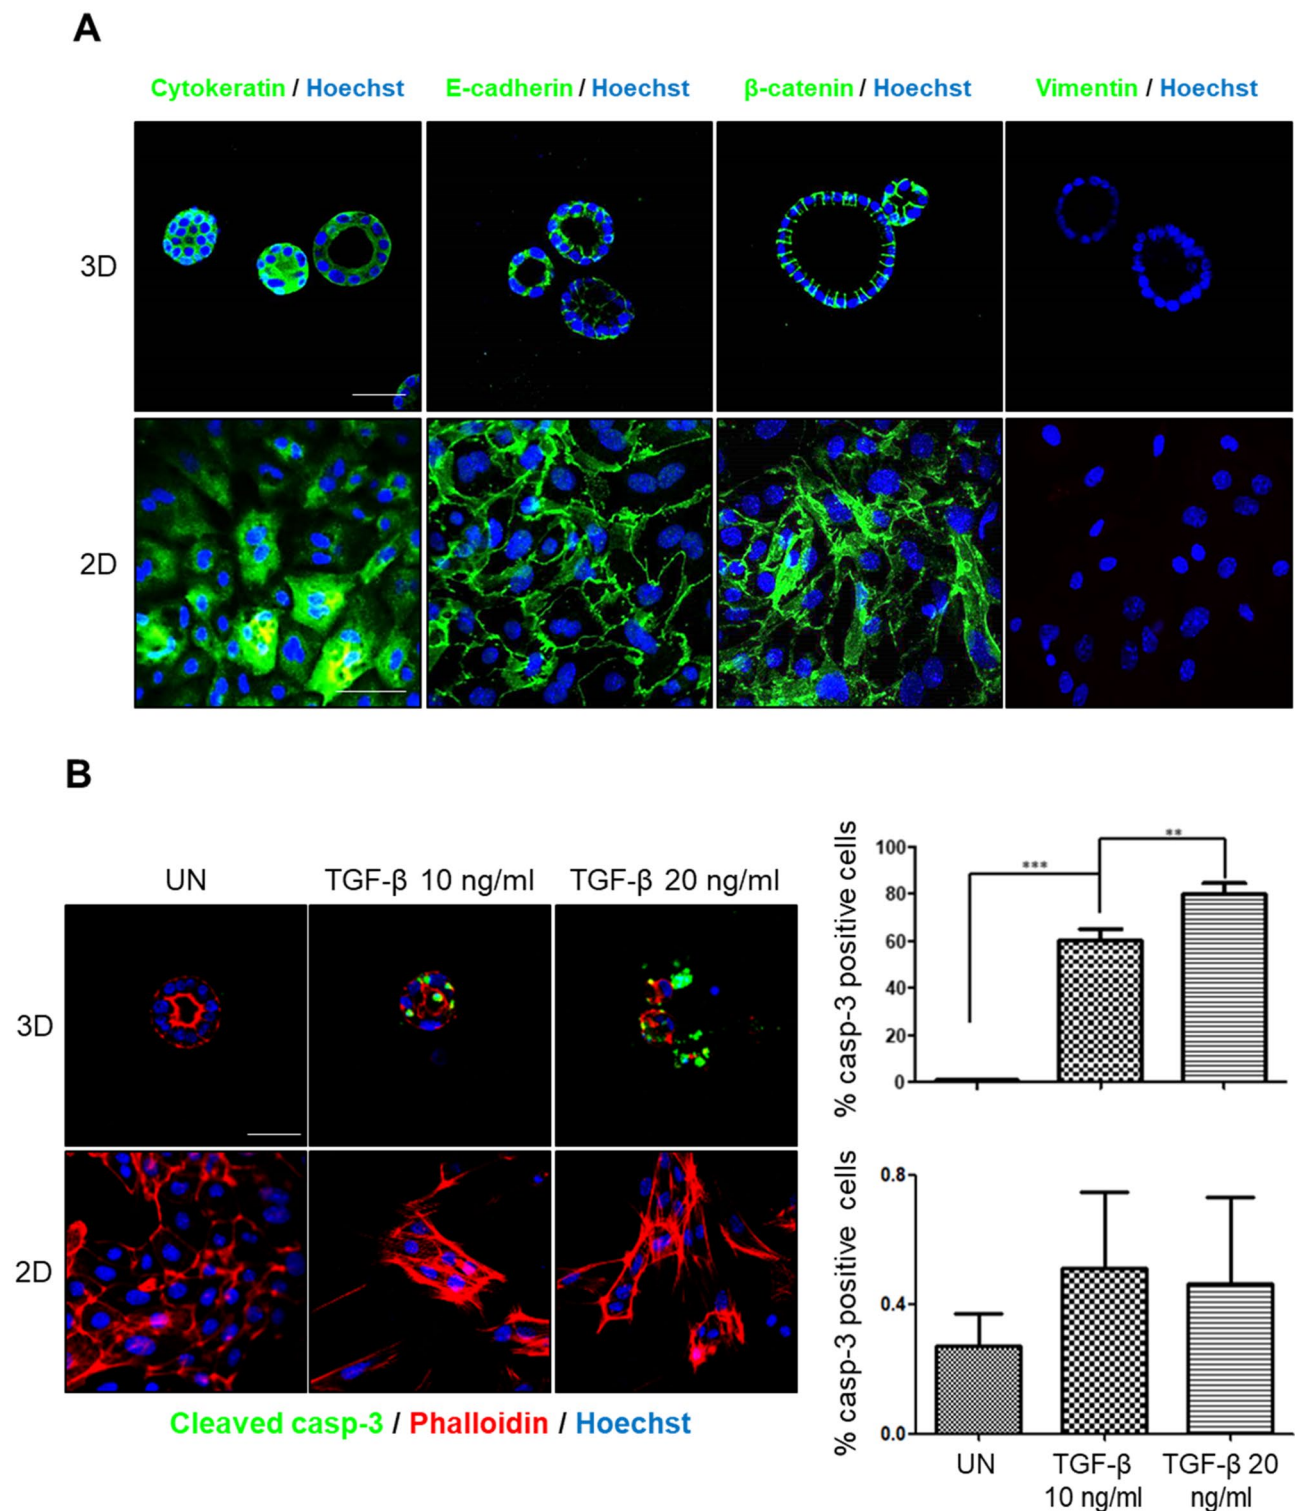 A
Cytokeratin / Hoechst
E-cadherin / Hoechst
β-catenin / Hoechst
Vimentin / Hoechst
3D
2D
B
UN
TGF-β 10 ng/ml
TGF-β 20 ng/ml
3D
2D
Cleaved casp-3 / Phalloidin / Hoechst
% casp-3 positive cells
100
80
60
40
20
0
***
**
% casp-3 positive cells
0.8
0.4
0.0
UN
TGF-β
10 ng/ml
TGF-β 20
ng/ml